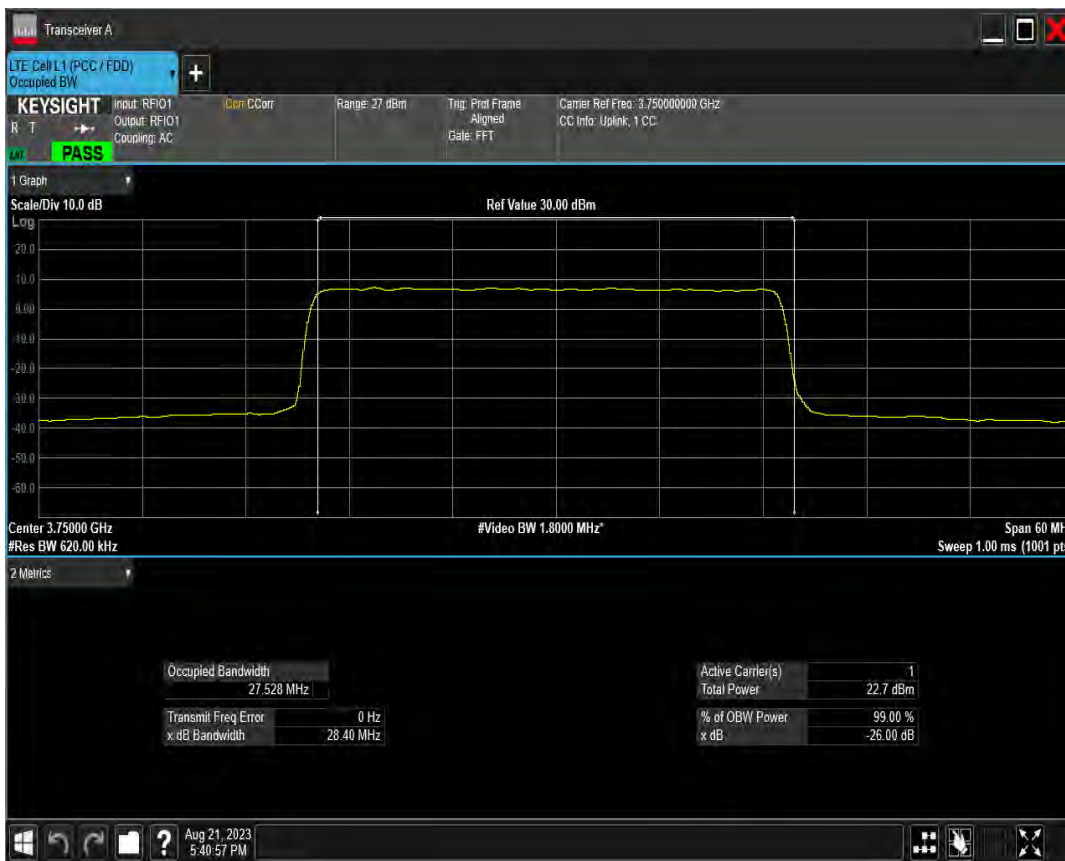 Transceiver A
LTE Cell L1 (PCC / FDD)
Occupied BW
+
KEYSIGHT
R T
PASS
Input: RFIO1
Output: RFIO1
Coupling: AC
Corr CCorr
Range: 27 dBm
Trig: Prot Frame
Aligned
Gate: FFT
Carrier Ref Freq: 3.750000000 GHz
CC Info: Uplink, 1 CC
1 Graph
Scale/Div 10.0 dB
Ref Value 30.00 dBm
Log
20.0
10.0
0.00
-10.0
-20.0
-30.0
-40.0
-50.0
-60.0
Center 3.75000 GHz
#Video BW 1.8000 MHz*
Span 60 MH
#Res BW 620.00 kHz
Sweep 1.00 ms (1001 pts
2 Metrics
Occupied Bandwidth
27.528 MHz
Transmit Freq Error 0 Hz
x dB Bandwidth 28.40 MHz
Active Carrier(s) 1
Total Power 22.7 dBm
% of OBW Power 99.00 %
x dB -26.00 dB
?
Aug 21, 2023
5:40:57 PM